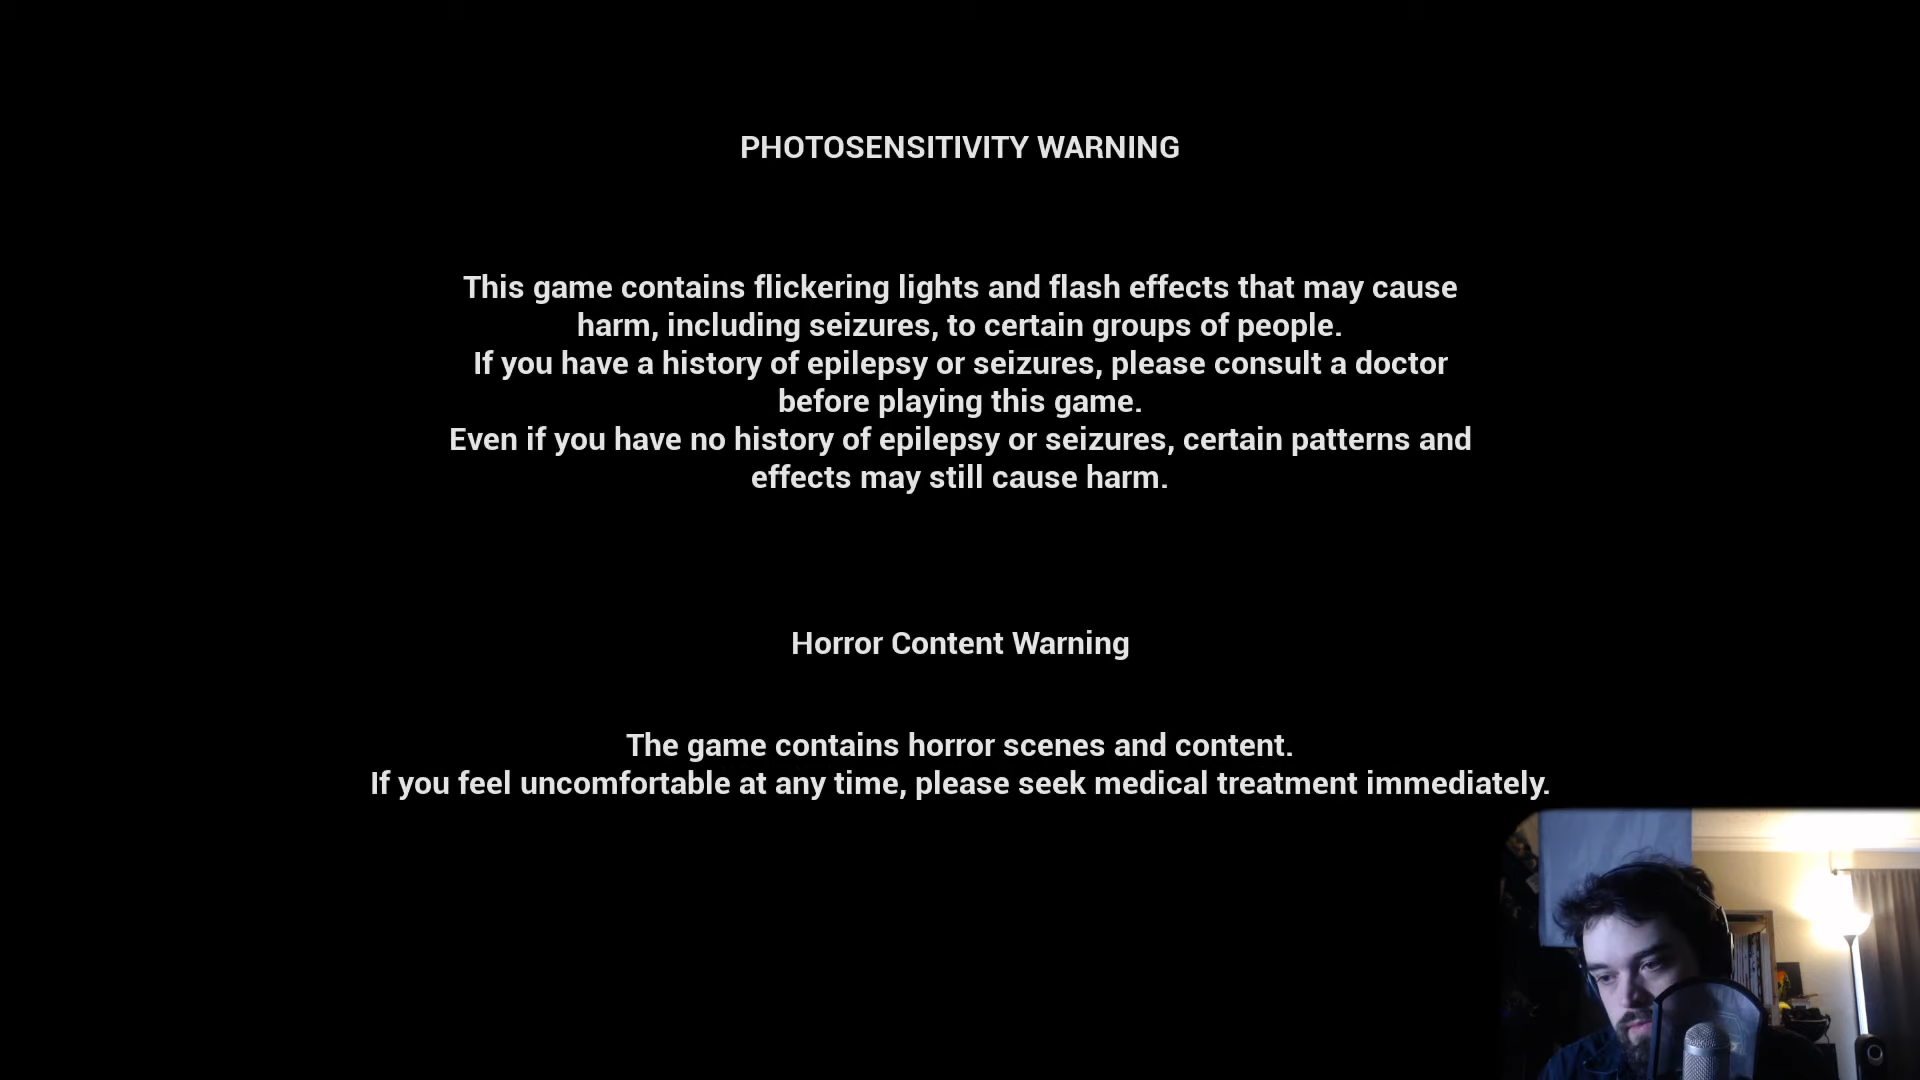 PHOTOSENSITIVITY WARNING
This game contains flickering lights and flash effects that may cause
harm, including seizures, to certain groups of people.
If you have a history of epilepsy or seizures, please consult a doctor
before playing this game.
Even if you have no history of epilepsy or seizures, certain patterns and
effects may still cause harm.
Horror Content Warning
The game contains horror scenes and content.
If you feel uncomfortable at any time, please seek medical treatment immediately.